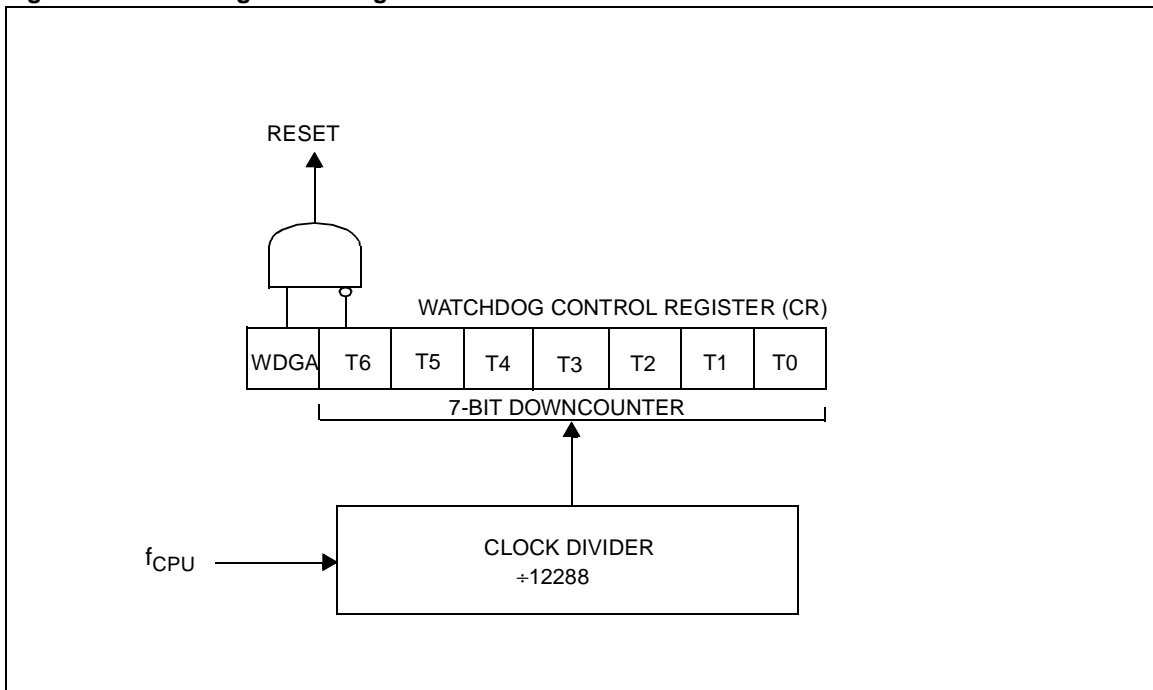 RESET
WATCHDOG CONTROL REGISTER (CR)
WDGA T6 T5 T4 T3 T2 T1 T0
7-BIT DOWNCOUNTER
fCPU
CLOCK DIVIDER
÷12288